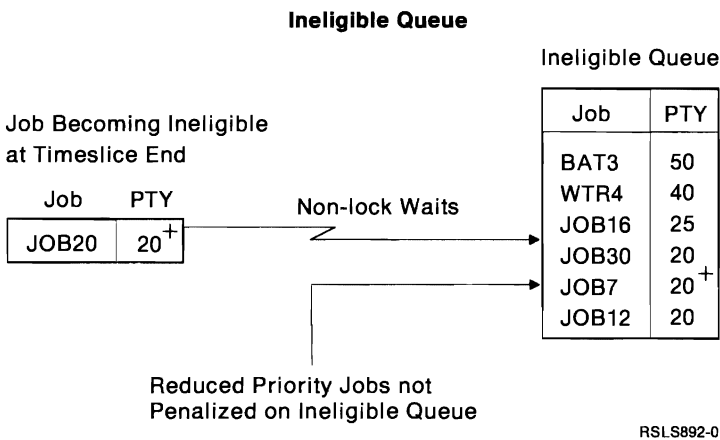 Ineligible Queue
Ineligible Queue
Job PTY
BAT3 50
WTR4 40
JOB16 25
JOB30 20
JOB7 20+
JOB12 20
Job Becoming Ineligible
at Timeslice End
Job PTY
JOB20 20+
Non-lock Waits
Reduced Priority Jobs not
Penalized on Ineligible Queue
RSLS892-0